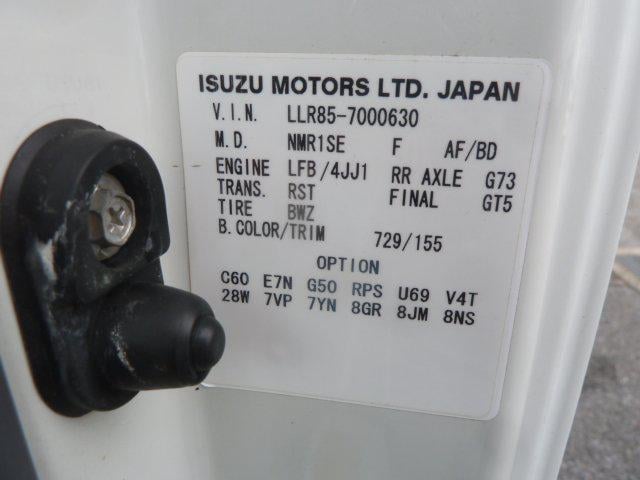 ISUZU MOTORS LTD. JAPAN
V.I.N. LLR85-7000630
M.D. NMR1SE F AF/BD
ENGINE LFB/4JJ1 RR AXLE G73
TRANS. RST FINAL GT5
TIRE BWZ
B.COLOR/TRIM 729/155
OPTION
C60 E7N G50 RPS U69 V4T
28W 7VP 7YN 8GR 8JM 8NS